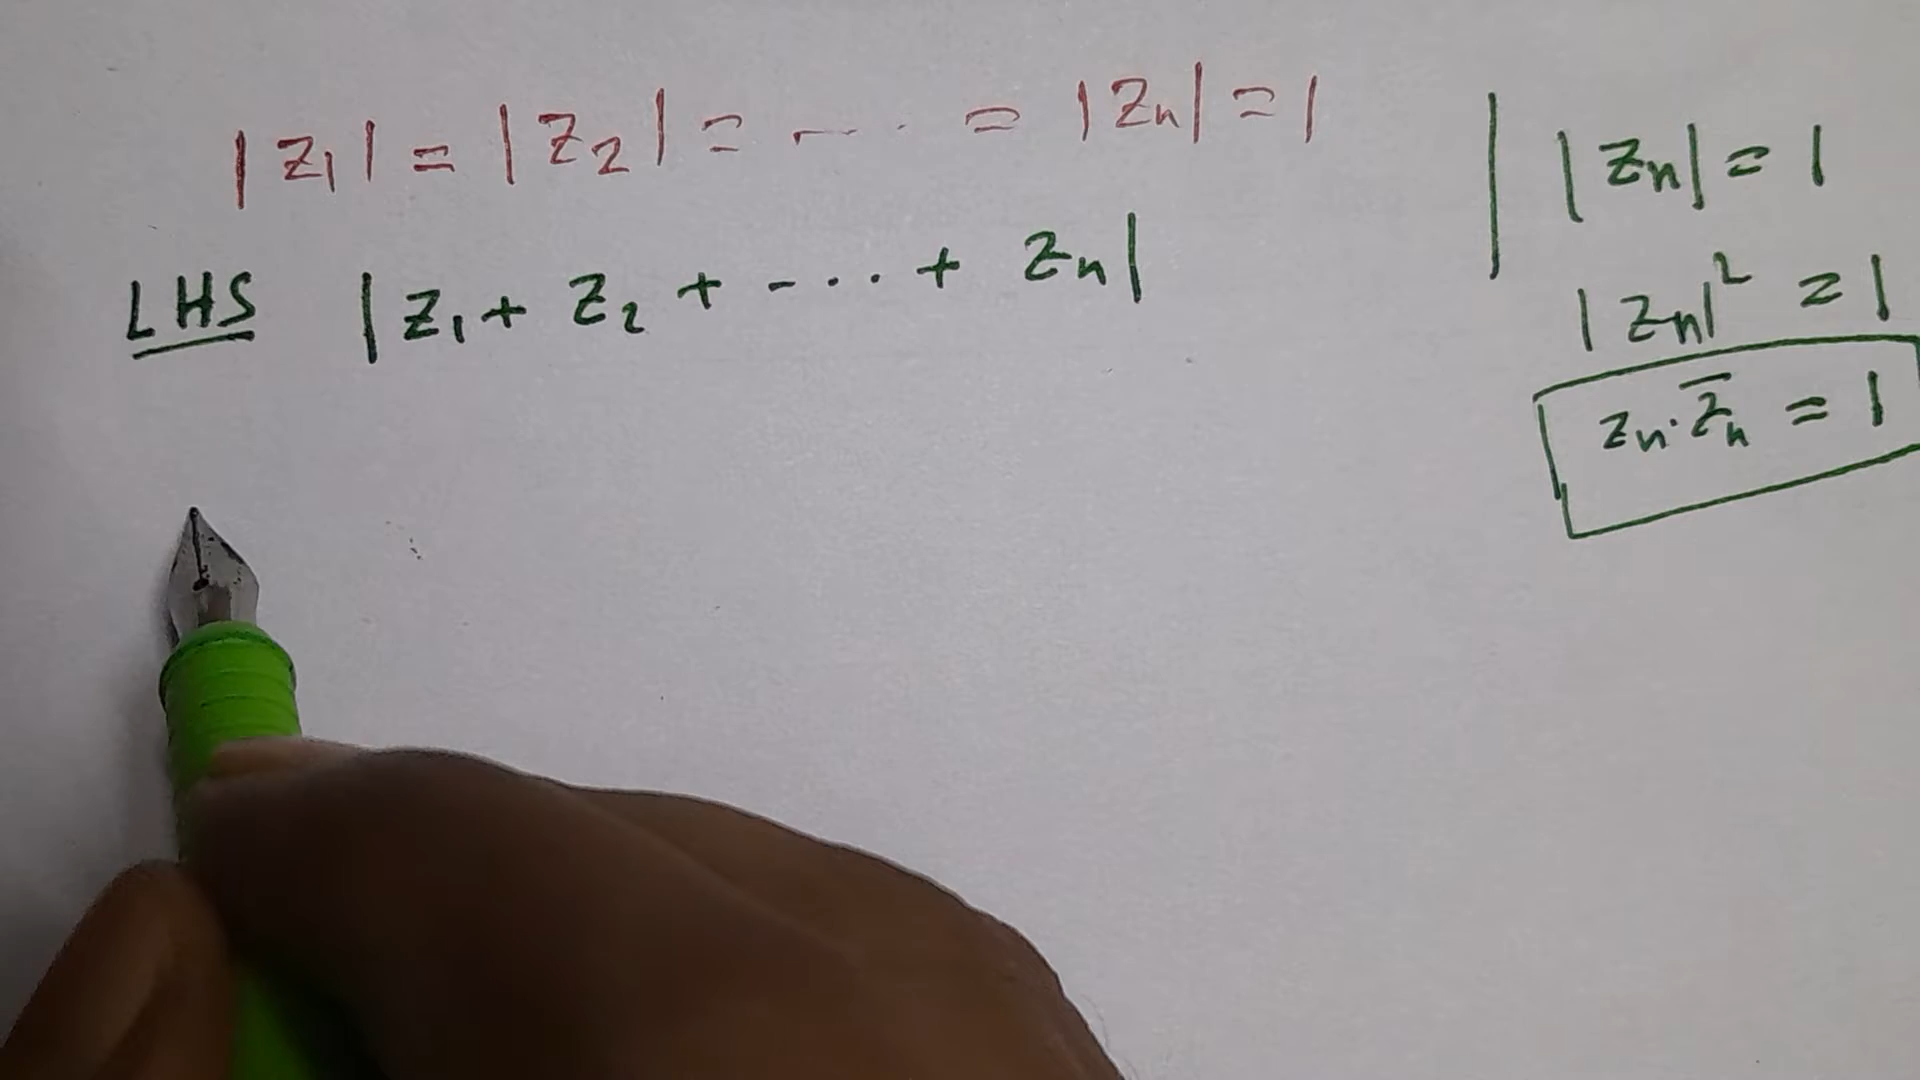 |z₁| = |z₂| = ---- . = |zₙ| = 1
LHS |z₁ + z₂ + - . . . + zₙ|
|zₙ| = 1
|zₙ|² = 1
zₙ · z̅ₙ = 1